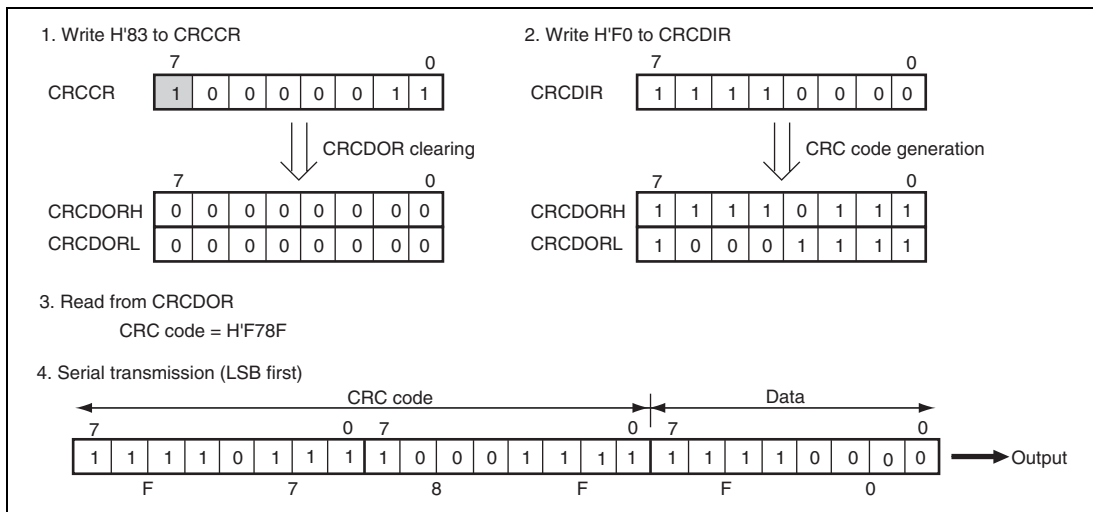 1. Write H'83 to CRCCR
7 0
CRCCR 1 0 0 0 0 0 1 1
CRCDOR clearing
7 0
CRCDORH 0 0 0 0 0 0 0 0
CRCDORL 0 0 0 0 0 0 0 0
2. Write H'F0 to CRCDIR
7 0
CRCDIR 1 1 1 1 0 0 0 0
CRC code generation
7 0
CRCDORH 1 1 1 1 0 1 1 1
CRCDORL 1 0 0 0 1 1 1 1
3. Read from CRCDOR
CRC code = H'F78F
4. Serial transmission (LSB first)
CRC code Data
7 0 7 0 7 0
1 1 1 1 0 1 1 1 1 0 0 0 1 1 1 1 1 1 1 1 0 0 0 0 Output
F 7 8 F F 0